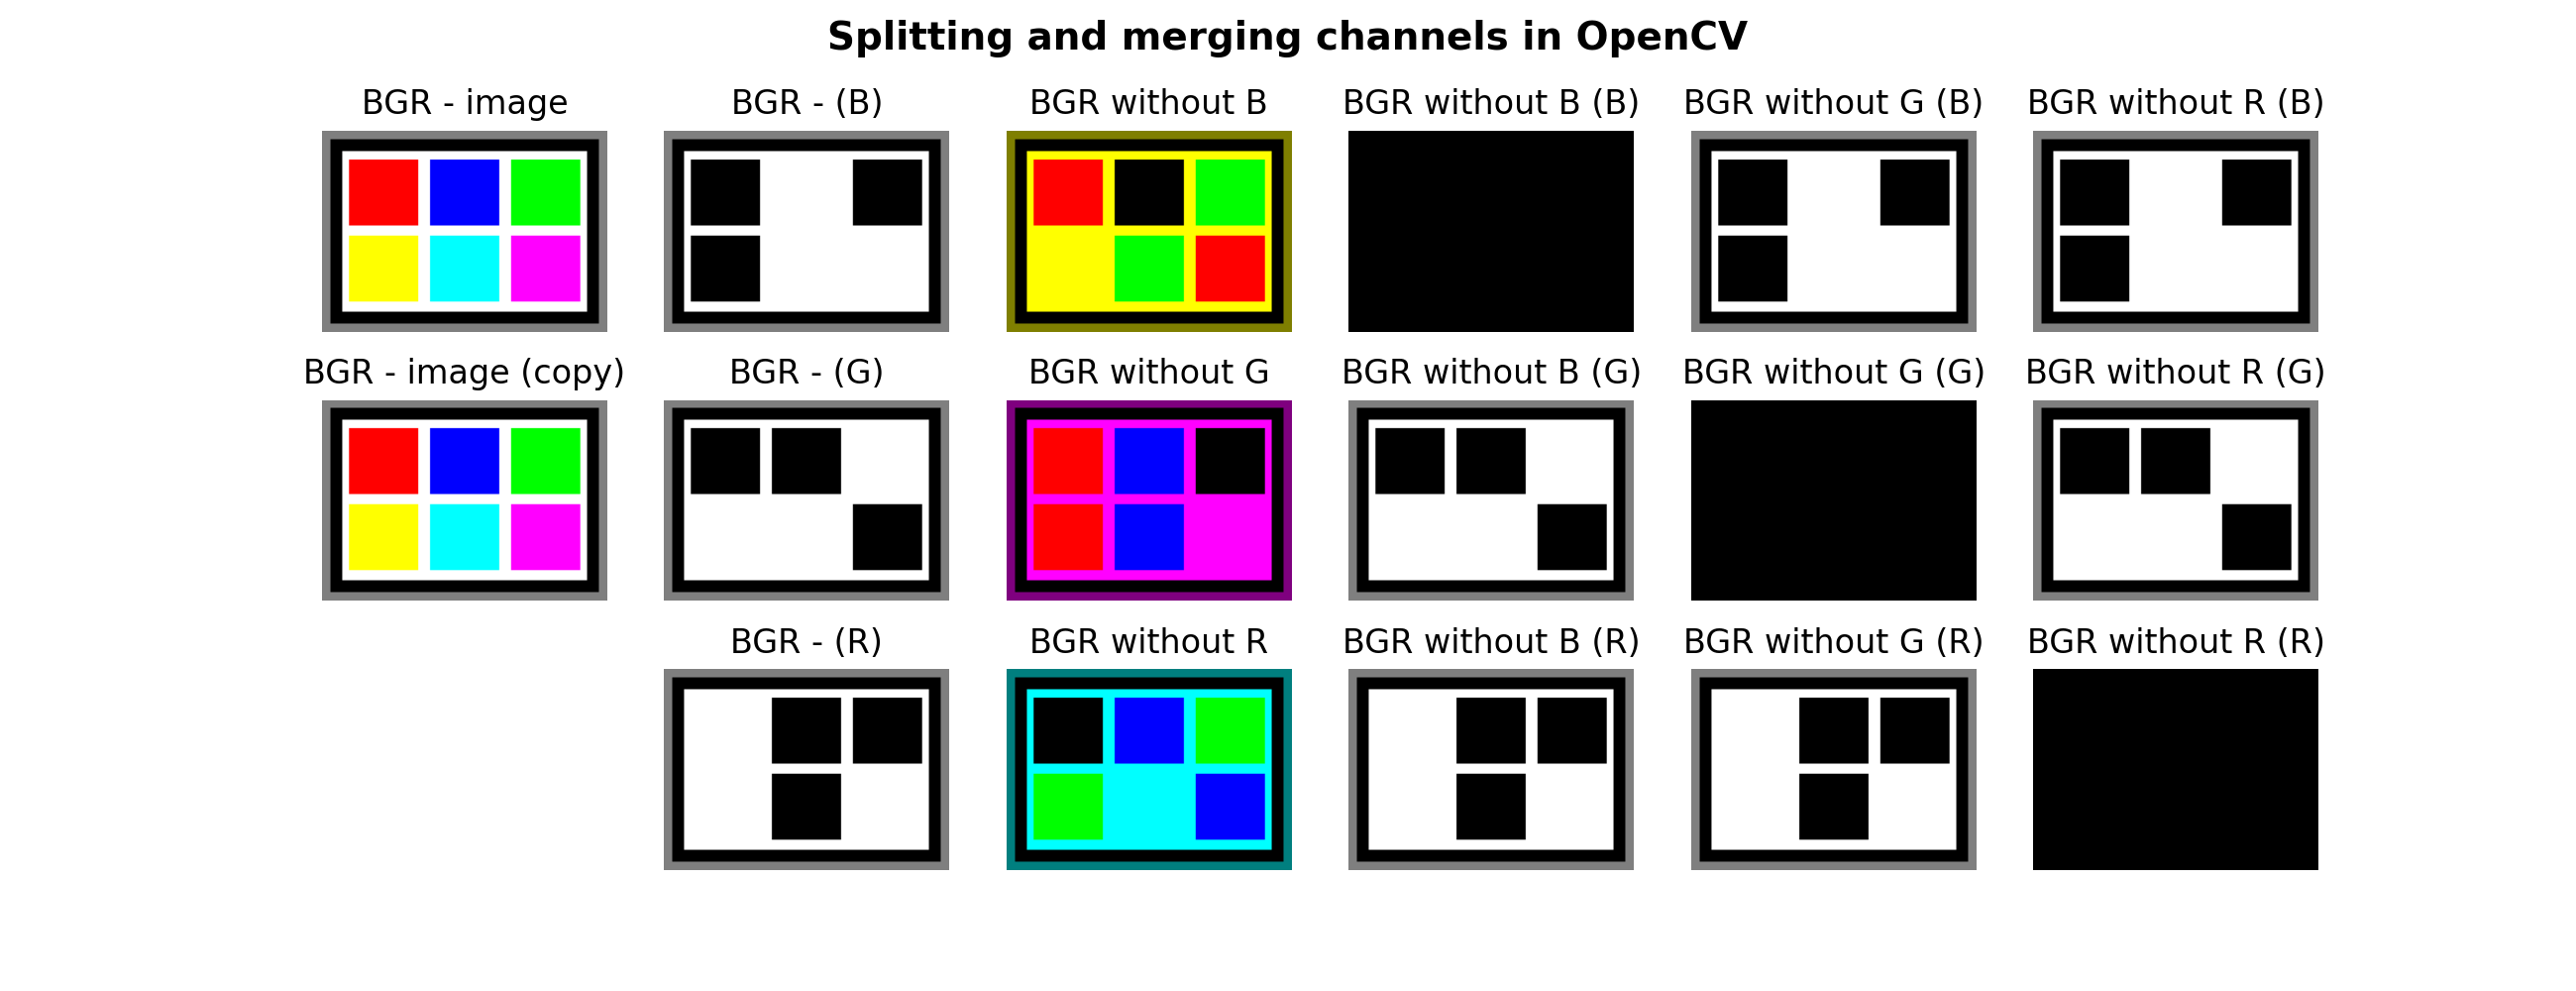 Splitting and merging channels in OpenCV
BGR - image
BGR - (B)
BGR without B
BGR without B (B)
BGR without G (B)
BGR without R (B)
BGR - image (copy)
BGR - (G)
BGR without G
BGR without B (G)
BGR without G (G)
BGR without R (G)
BGR - (R)
BGR without R
BGR without B (R)
BGR without G (R)
BGR without R (R)